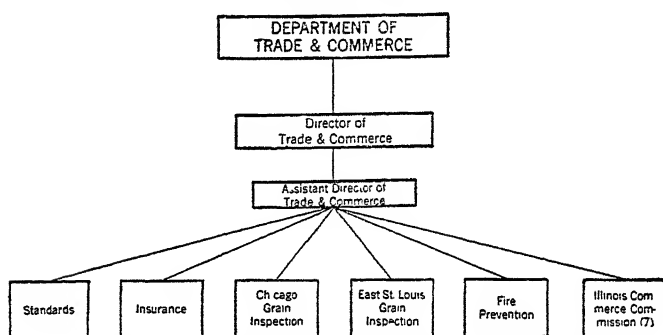 DEPARTMENT OF
TRADE & COMMERCE
Director of
Trade & Commerce
Assistant Director of
Trade & Commerce
Standards
Insurance
Chicago
Grain
Inspection
East St. Louis
Grain
Inspection
Fire
Prevention
Illinois Com
merce Com-
mission (7)